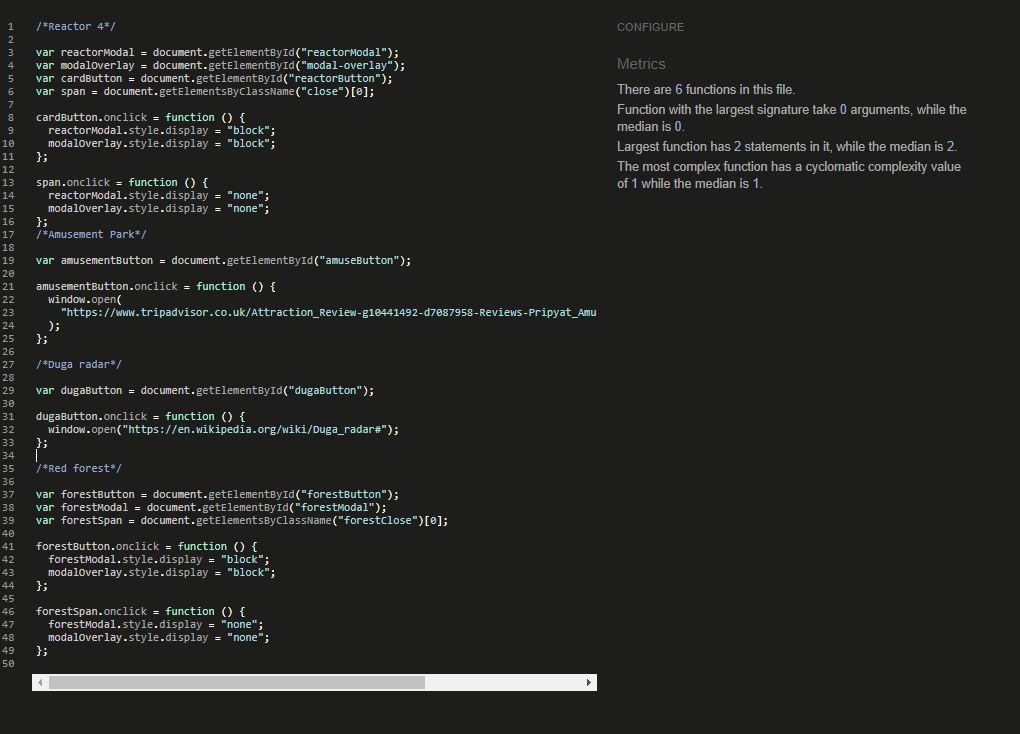 1 /*Reactor 4*/
2
3 var reactorModal = document.getElementById("reactorModal");
4 var modalOverlay = document.getElementById("modal-overlay");
5 var cardButton = document.getElementById("reactorButton");
6 var span = document.getElementsByClassName("close")[0];
7
8 cardButton.onclick = function () {
9 reactorModal.style.display = "block";
10 modalOverlay.style.display = "block";
11 };
12
13 span.onclick = function () {
14 reactorModal.style.display = "none";
15 modalOverlay.style.display = "none";
16 };
17 /*Amusement Park*/
18
19 var amusementButton = document.getElementById("amuseButton");
20
21 amusementButton.onclick = function () {
22 window.open(
23 "https://www.tripadvisor.co.uk/Attraction_Review-g10441492-d7087958-Reviews-Pripyat_Amu
24 );
25 };
26
27 /*Duga radar*/
28
29 var dugaButton = document.getElementById("dugaButton");
30
31 dugaButton.onclick = function () {
32 window.open("https://en.wikipedia.org/wiki/Duga_radar#");
33 };
34
35 /*Red forest*/
36
37 var forestButton = document.getElementById("forestButton");
38 var forestModal = document.getElementById("forestModal");
39 var forestSpan = document.getElementsByClassName("forestClose")[0];
40
41 forestButton.onclick = function () {
42 forestModal.style.display = "block";
43 modalOverlay.style.display = "block";
44 };
45
46 forestSpan.onclick = function () {
47 forestModal.style.display = "none";
48 modalOverlay.style.display = "none";
49 };
50
CONFIGURE
Metrics
There are 6 functions in this file.
Function with the largest signature take 0 arguments, while the
median is 0.
Largest function has 2 statements in it, while the median is 2.
The most complex function has a cyclomatic complexity value
of 1 while the median is 1.